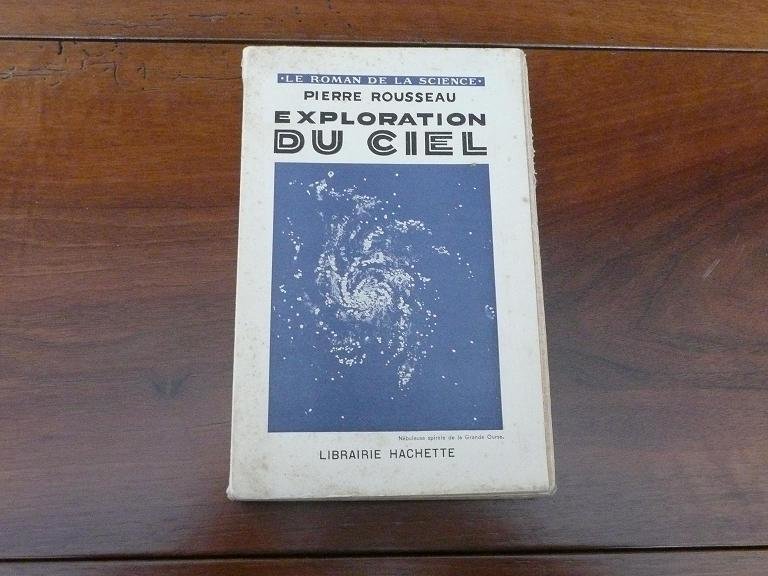 •LE ROMAN DE LA SCIENCE•
PIERRE ROUSSEAU
EXPLORATION
DU CIEL
Nébuleuse spirale de la Grande Ourse.
LIBRAIRIE HACHETTE